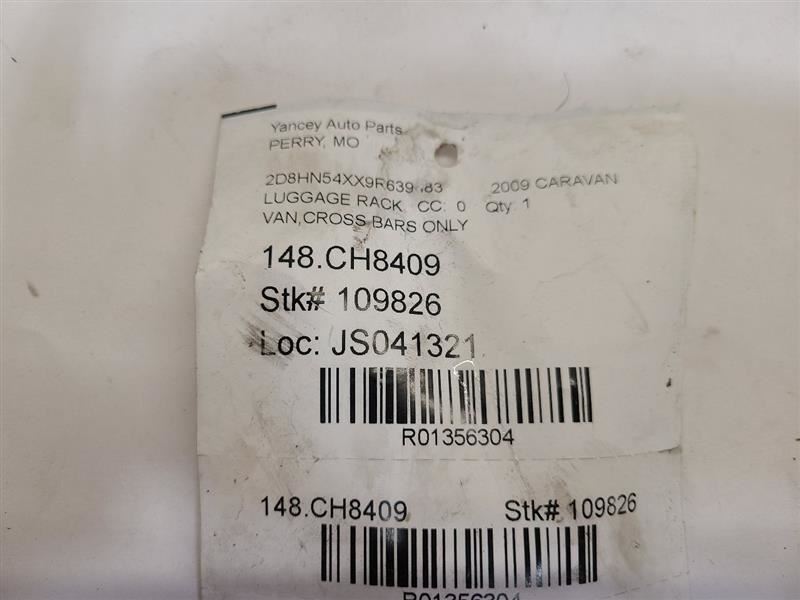 Yancey Auto Parts
PERRY, MO
2009 CARAVAN
LUGGAGE RACK. CC: 0 Qty: 1
VAN,CROSS BARS ONLY
148.CH8409
Stk# 109826
Loc: JS041321
R01356304
148.CH8409 Stk# 109826
R01356304